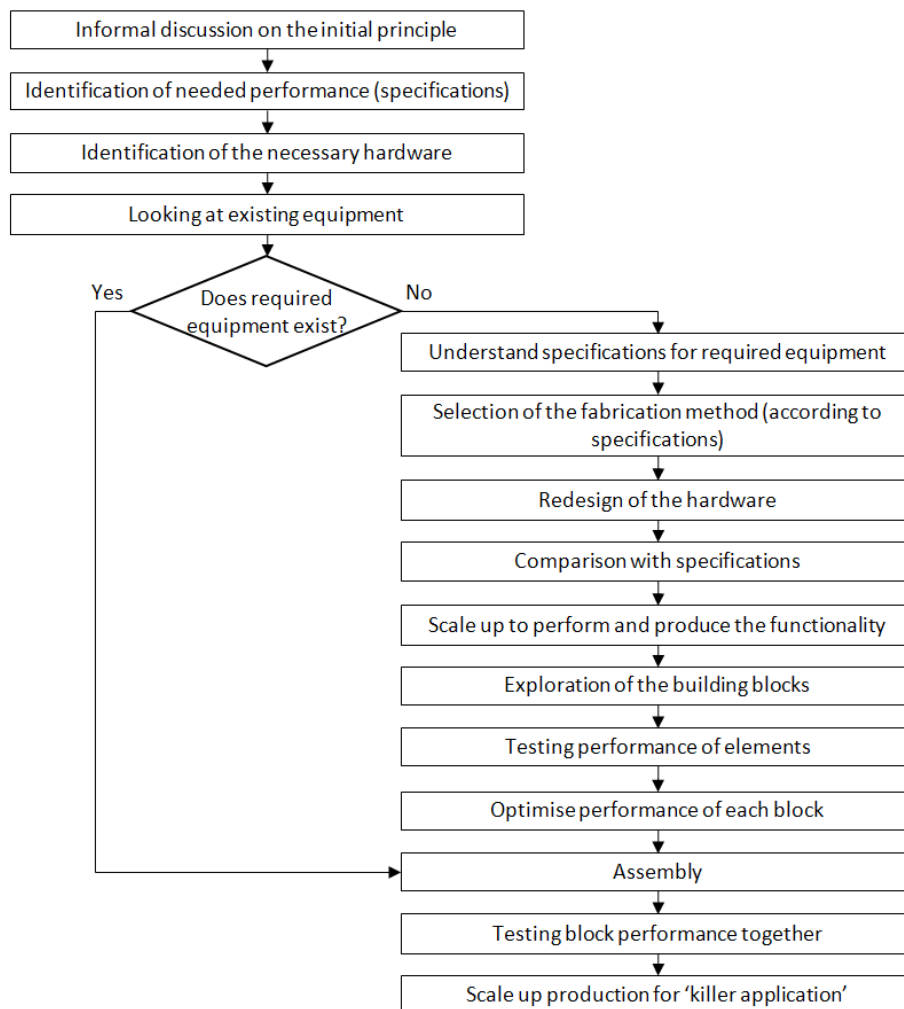 Informal discussion on the initial principle
Identification of needed performance (specifications)
Identification of the necessary hardware
Looking at existing equipment
Yes
Does required
equipment exist?
No
Understand specifications for required equipment
Selection of the fabrication method (according to
specifications)
Redesign of the hardware
Comparison with specifications
Scale up to perform and produce the functionality
Exploration of the building blocks
Testing performance of elements
Optimise performance of each block
Assembly
Testing block performance together
Scale up production for ‘killer application’